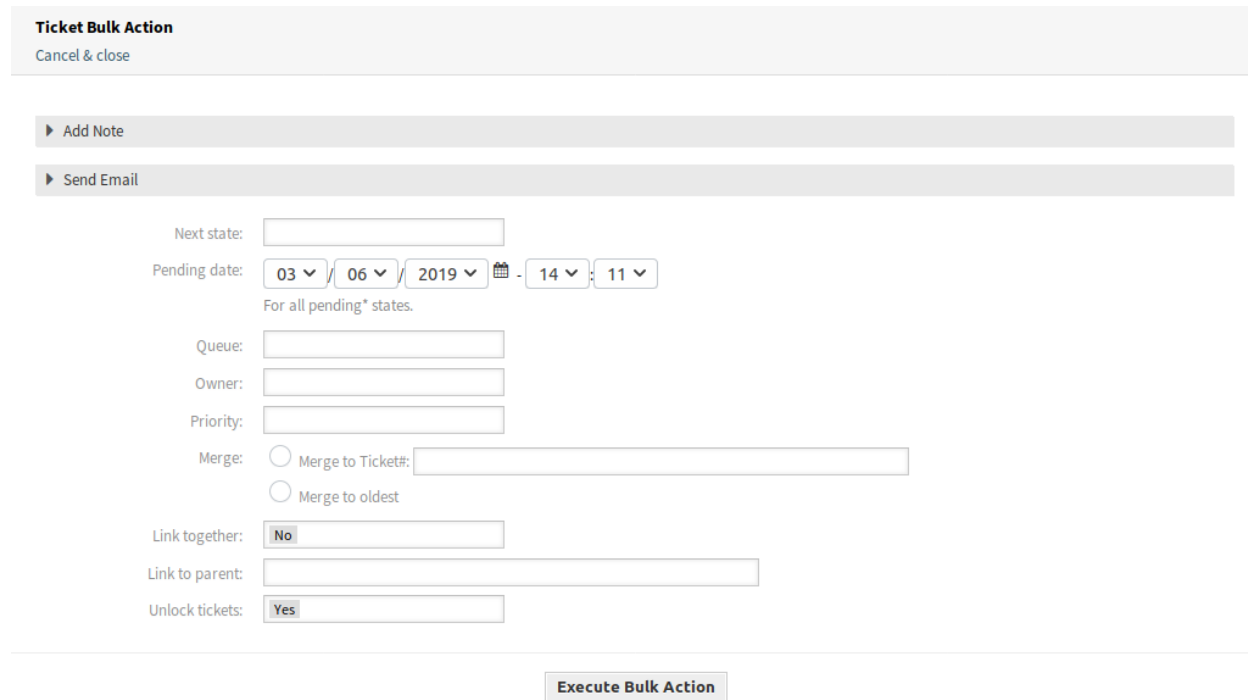 Ticket Bulk Action
Cancel & close
Add Note
Send Email
Next state:
Pending date: 03 / 06 / 2019 - 14 : 11
For all pending* states.
Queue:
Owner:
Priority:
Merge: Merge to Ticket#:
Merge to oldest
Link together: No
Link to parent:
Unlock tickets: Yes
Execute Bulk Action